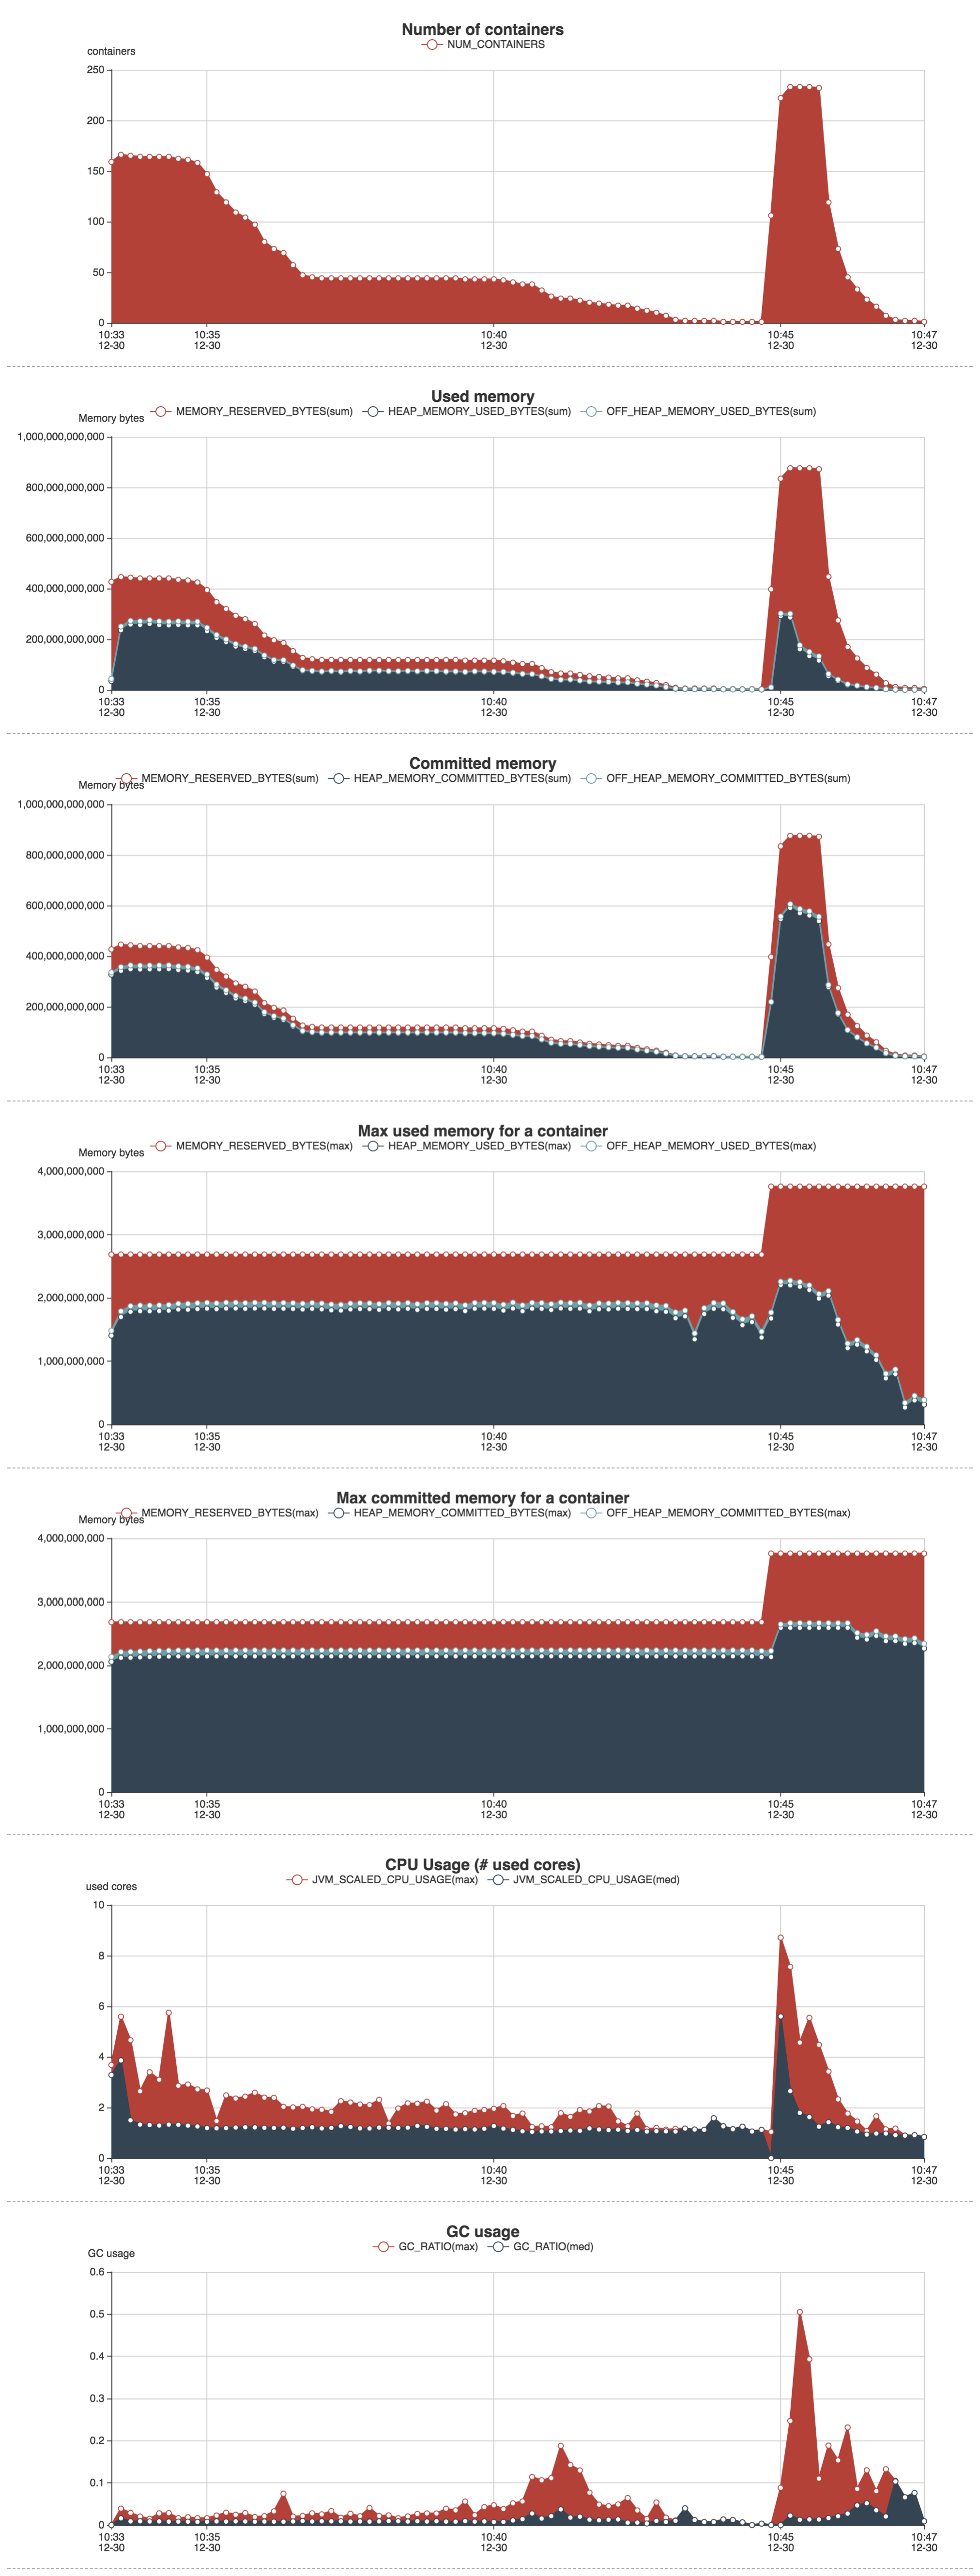 Number of containers
NUM_CONTAINERS
containers
250
200
150
100
50
0
10:33 10:35 10:40 10:45 10:47
12-30 12-30 12-30 12-30 12-30
Used memory
MEMORY_RESERVED_BYTES(sum) HEAP_MEMORY_USED_BYTES(sum) OFF_HEAP_MEMORY_USED_BYTES(sum)
Memory bytes
1,000,000,000,000
800,000,000,000
600,000,000,000
400,000,000,000
200,000,000,000
0
10:33 10:35 10:40 10:45 10:47
12-30 12-30 12-30 12-30 12-30
Committed memory
MEMORY_RESERVED_BYTES(sum) HEAP_MEMORY_COMMITTED_BYTES(sum) OFF_HEAP_MEMORY_COMMITTED_BYTES(sum)
Memory bytes
1,000,000,000,000
800,000,000,000
600,000,000,000
400,000,000,000
200,000,000,000
0
10:33 10:35 10:40 10:45 10:47
12-30 12-30 12-30 12-30 12-30
Max used memory for a container
MEMORY_RESERVED_BYTES(max) HEAP_MEMORY_USED_BYTES(max) OFF_HEAP_MEMORY_USED_BYTES(max)
Memory bytes
4,000,000,000
3,000,000,000
2,000,000,000
1,000,000,000
0
10:33 10:35 10:40 10:45 10:47
12-30 12-30 12-30 12-30 12-30
Max committed memory for a container
MEMORY_RESERVED_BYTES(max) HEAP_MEMORY_COMMITTED_BYTES(max) OFF_HEAP_MEMORY_COMMITTED_BYTES(max)
Memory bytes
4,000,000,000
3,000,000,000
2,000,000,000
1,000,000,000
0
10:33 10:35 10:40 10:45 10:47
12-30 12-30 12-30 12-30 12-30
CPU Usage (# used cores)
JVM_SCALED_CPU_USAGE(max) JVM_SCALED_CPU_USAGE(med)
used cores
10
8
6
4
2
0
10:33 10:35 10:40 10:45 10:47
12-30 12-30 12-30 12-30 12-30
GC usage
GC_RATIO(max) GC_RATIO(med)
GC usage
0.6
0.5
0.4
0.3
0.2
0.1
0
10:33 10:35 10:40 10:45 10:47
12-30 12-30 12-30 12-30 12-30